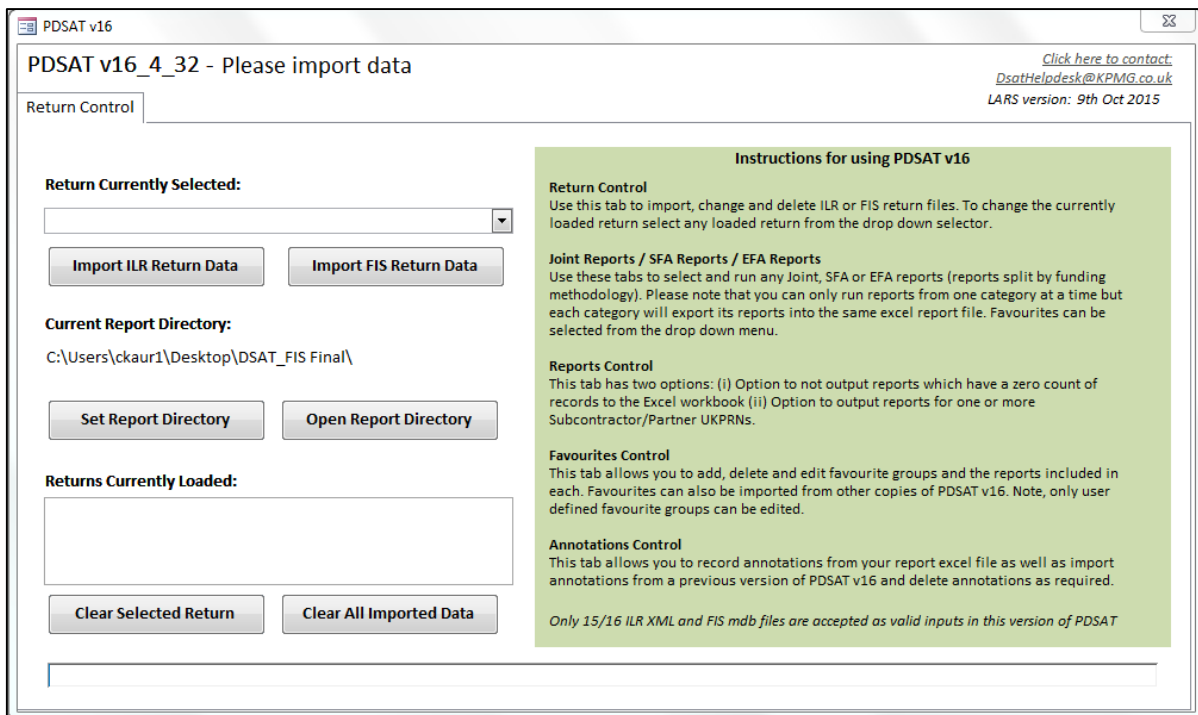 PDSAT v16
PDSAT v16_4_32 - Please import data
Click here to contact:
DsatHelpdesk@KPMG.co.uk
LARS version: 9th Oct 2015
Return Control
Return Currently Selected:
Import ILR Return Data
Import FIS Return Data
Current Report Directory:
C:\Users\ckaur1\Desktop\DSAT_FIS Final\
Set Report Directory
Open Report Directory
Returns Currently Loaded:
Clear Selected Return
Clear All Imported Data
Instructions for using PDSAT v16
Return Control
Use this tab to import, change and delete ILR or FIS return files. To change the currently
loaded return select any loaded return from the drop down selector.
Joint Reports / SFA Reports / EFA Reports
Use these tabs to select and run any Joint, SFA or EFA reports (reports split by funding
methodology). Please note that you can only run reports from one category at a time but
each category will export its reports into the same excel report file. Favourites can be
selected from the drop down menu.
Reports Control
This tab has two options: (i) Option to not output reports which have a zero count of
records to the Excel workbook (ii) Option to output reports for one or more
Subcontractor/Partner UKPRNs.
Favourites Control
This tab allows you to add, delete and edit favourite groups and the reports included in
each. Favourites can also be imported from other copies of PDSAT v16. Note, only user
defined favourite groups can be edited.
Annotations Control
This tab allows you to record annotations from your report excel file as well as import
annotations from a previous version of PDSAT v16 and delete annotations as required.
Only 15/16 ILR XML and FIS mdb files are accepted as valid inputs in this version of PDSAT